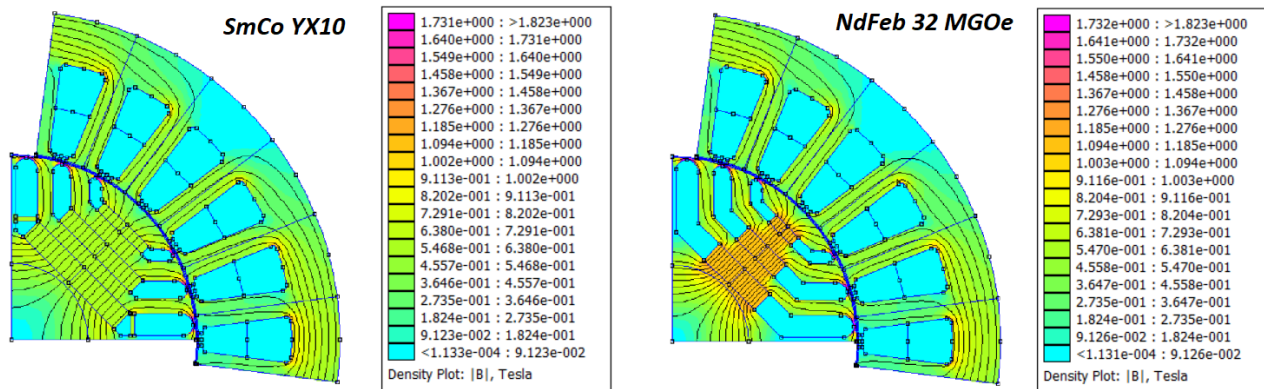 SmCo YX10
1.731e+000 : >1.823e+000
1.640e+000 : 1.731e+000
1.549e+000 : 1.640e+000
1.458e+000 : 1.549e+000
1.367e+000 : 1.458e+000
1.276e+000 : 1.367e+000
1.185e+000 : 1.276e+000
1.094e+000 : 1.185e+000
1.002e+000 : 1.094e+000
9.113e-001 : 1.002e+000
8.202e-001 : 9.113e-001
7.291e-001 : 8.202e-001
6.380e-001 : 7.291e-001
5.468e-001 : 6.380e-001
4.557e-001 : 5.468e-001
3.646e-001 : 4.557e-001
2.735e-001 : 3.646e-001
1.824e-001 : 2.735e-001
9.123e-002 : 1.824e-001
<1.133e-004 : 9.123e-002
Density Plot: |B|, Tesla
NdFeb 32 MGOe
1.732e+000 : >1.823e+000
1.641e+000 : 1.732e+000
1.550e+000 : 1.641e+000
1.458e+000 : 1.550e+000
1.367e+000 : 1.458e+000
1.276e+000 : 1.367e+000
1.185e+000 : 1.276e+000
1.094e+000 : 1.185e+000
1.003e+000 : 1.094e+000
9.116e-001 : 1.003e+000
8.204e-001 : 9.116e-001
7.293e-001 : 8.204e-001
6.381e-001 : 7.293e-001
5.470e-001 : 6.381e-001
4.558e-001 : 5.470e-001
3.647e-001 : 4.558e-001
2.735e-001 : 3.647e-001
1.824e-001 : 2.735e-001
9.126e-002 : 1.824e-001
<1.131e-004 : 9.126e-002
Density Plot: |B|, Tesla